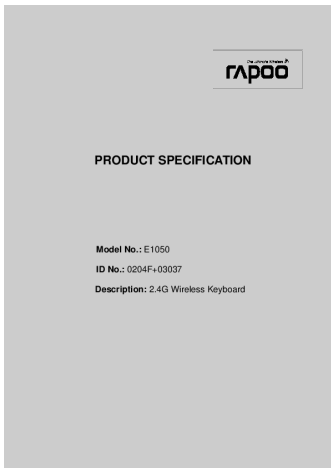 rapoo
PRODUCT SPECIFICATION
Model No.: E1050
ID No.: 0204F+03037
Description: 2.4G Wireless Keyboard